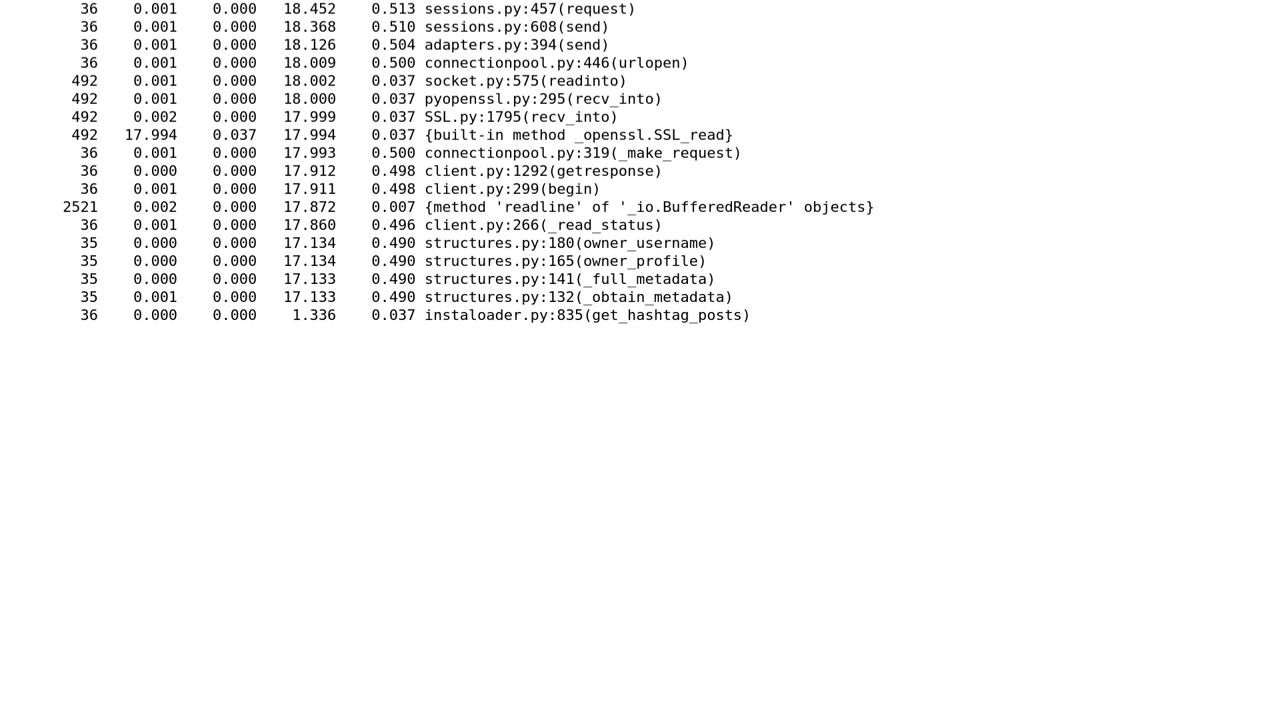 36 0.001 0.000 18.452 0.513 sessions.py:457(request)
36 0.001 0.000 18.368 0.510 sessions.py:608(send)
36 0.001 0.000 18.126 0.504 adapters.py:394(send)
36 0.001 0.000 18.009 0.500 connectionpool.py:446(urlopen)
492 0.001 0.000 18.002 0.037 socket.py:575(readinto)
492 0.001 0.000 18.000 0.037 pyopenssl.py:295(recv_into)
492 0.002 0.000 17.999 0.037 SSL.py:1795(recv_into)
492 17.994 0.037 17.994 0.037 {built-in method _openssl.SSL_read}
36 0.001 0.000 17.993 0.500 connectionpool.py:319(_make_request)
36 0.000 0.000 17.912 0.498 client.py:1292(getresponse)
36 0.001 0.000 17.911 0.498 client.py:299(begin)
2521 0.002 0.000 17.872 0.007 {method 'readline' of '_io.BufferedReader' objects}
36 0.001 0.000 17.860 0.496 client.py:266(_read_status)
35 0.000 0.000 17.134 0.490 structures.py:180(owner_username)
35 0.000 0.000 17.134 0.490 structures.py:165(owner_profile)
35 0.000 0.000 17.133 0.490 structures.py:141(_full_metadata)
35 0.001 0.000 17.133 0.490 structures.py:132(_obtain_metadata)
36 0.000 0.000 1.336 0.037 instaloader.py:835(get_hashtag_posts)